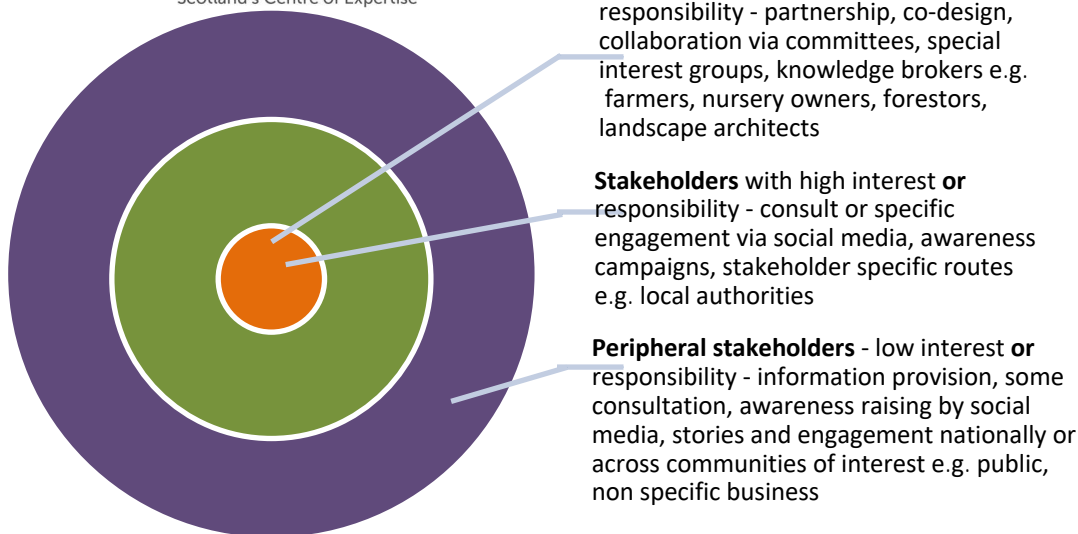 Scotland's Centre of Expertise
responsibility - partnership, co-design,
collaboration via committees, special
interest groups, knowledge brokers e.g.
farmers, nursery owners, forestors,
landscape architects
Stakeholders with high interest or
responsibility - consult or specific
engagement via social media, awareness
campaigns, stakeholder specific routes
e.g. local authorities
Peripheral stakeholders - low interest or
responsibility - information provision, some
consultation, awareness raising by social
media, stories and engagement nationally or
across communities of interest e.g. public,
non specific business